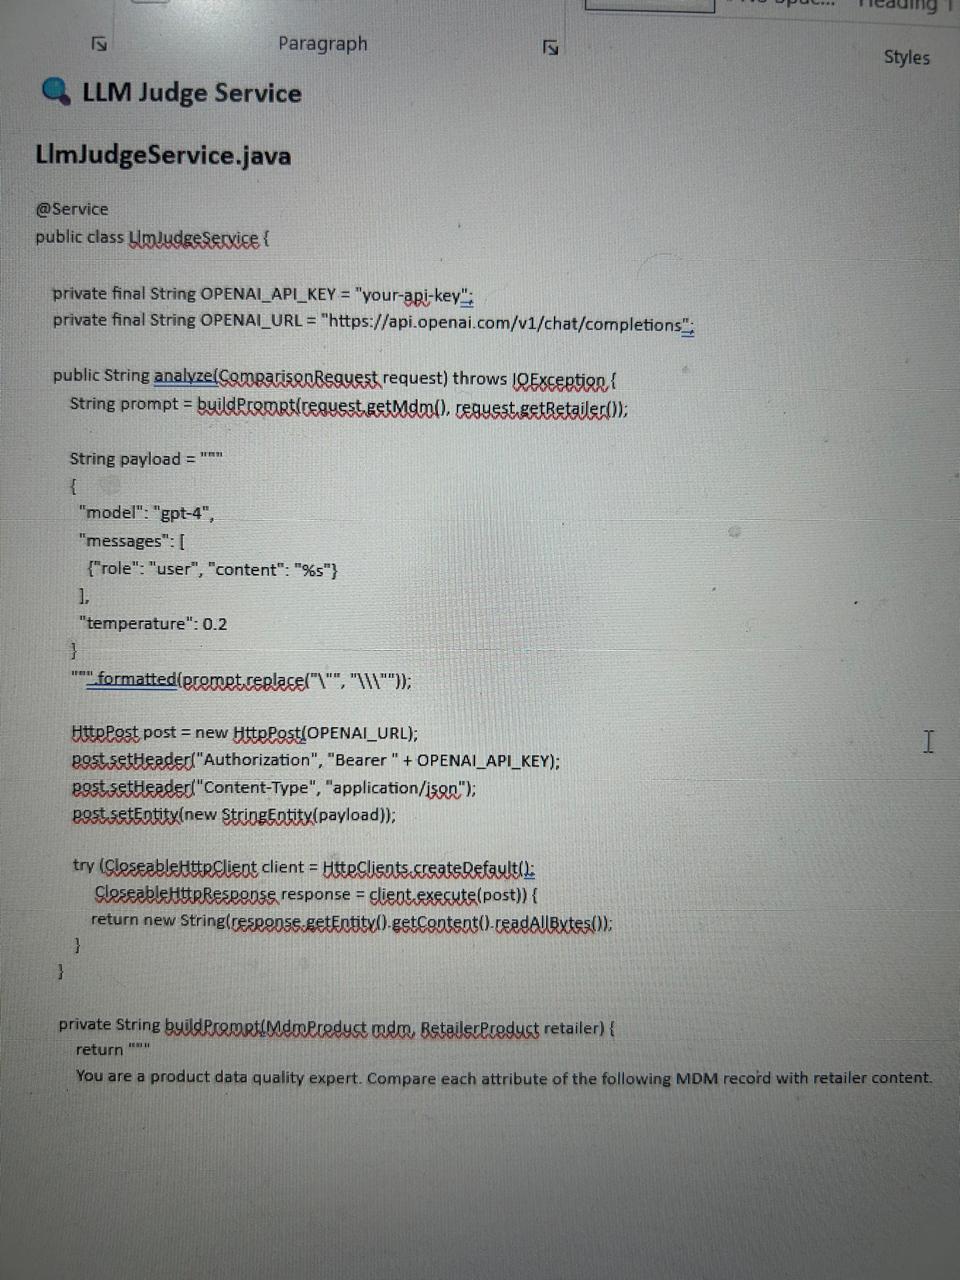 Heading 1
Paragraph
Styles
LLM Judge Service
LlmJudgeService.java
@Service
public class LlmJudgeService {
private final String OPENAI_API_KEY = "your-api-key";
private final String OPENAI_URL = "https://api.openai.com/v1/chat/completions";
public String analyze(ComparisonRequest request) throws IOException {
String prompt = buildPrompt(request.getMdm(), request.getRetailer());
String payload = """
{
"model": "gpt-4",
"messages": [
{"role": "user", "content": "%s"}
],
"temperature": 0.2
}
""".formatted(prompt.replace("\"", "\\\""));
HttpPost post = new HttpPost(OPENAI_URL);
post.setHeader("Authorization", "Bearer " + OPENAI_API_KEY);
post.setHeader("Content-Type", "application/json");
post.setEntity(new StringEntity(payload));
try (CloseableHttpClient client = HttpClients.createDefault();
CloseableHttpResponse response = client.execute(post)) {
return new String(response.getEntity().getContent().readAllBytes());
}
}
private String buildPrompt(MdmProduct mdm, RetailerProduct retailer) {
return """
You are a product data quality expert. Compare each attribute of the following MDM record with retailer content.